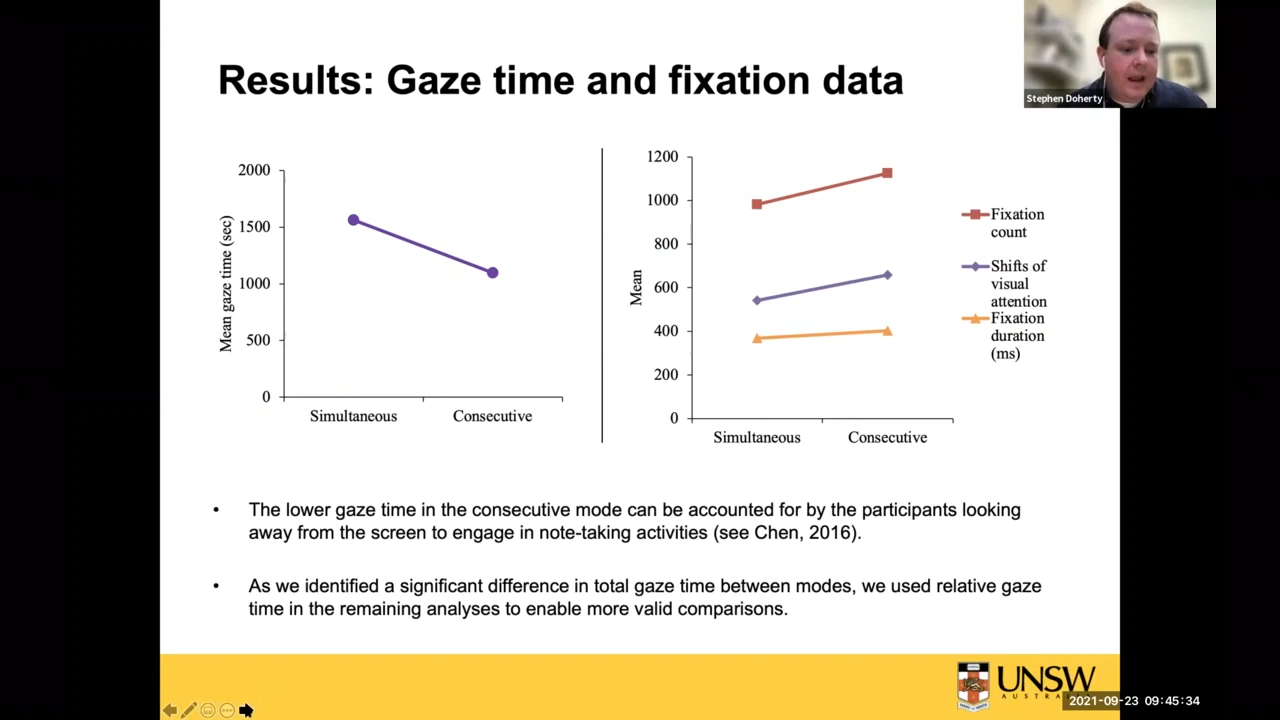 Results: Gaze time and fixation data
Stephen Doherty
2000
1500
1000
500
0
Mean gaze time (sec)
Simultaneous
Consecutive
1200
1000
800
600
400
200
0
Mean
Simultaneous
Consecutive
Fixation
count
Shifts of
visual
attention
Fixation
duration
(ms)
• The lower gaze time in the consecutive mode can be accounted for by the participants looking
away from the screen to engage in note-taking activities (see Chen, 2016).
• As we identified a significant difference in total gaze time between modes, we used relative gaze
time in the remaining analyses to enable more valid comparisons.
UNSW
2021-09-23 09:45:34